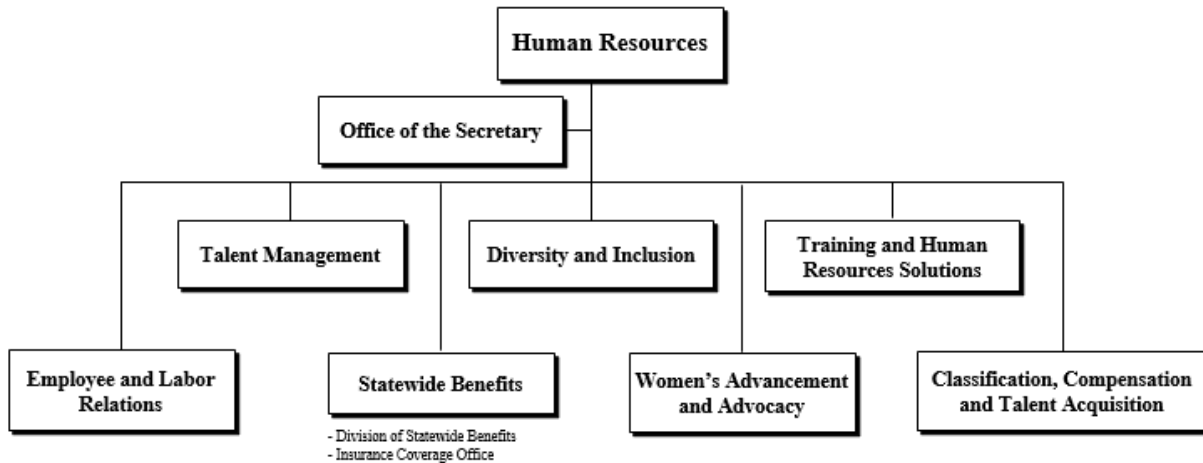 Human Resources
Office of the Secretary
Talent Management
Diversity and Inclusion
Training and Human
Resources Solutions
Employee and Labor
Relations
Statewide Benefits
Women’s Advancement
and Advocacy
Classification, Compensation
and Talent Acquisition
- Division of Statewide Benefits
- Insurance Coverage Office